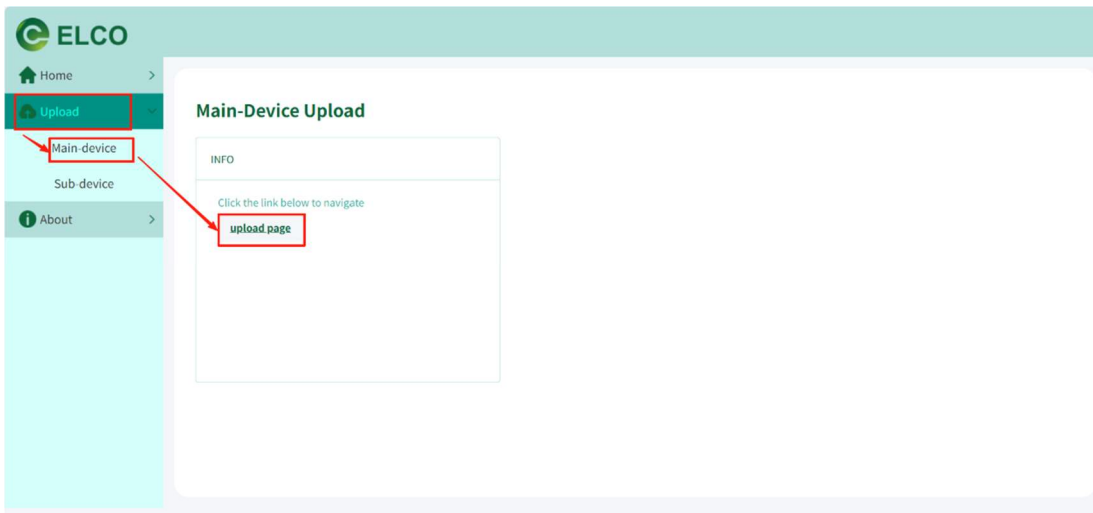 ELCO
Home
Upload
Main-device
Sub-device
About
Main-Device Upload
INFO
Click the link below to navigate
upload page